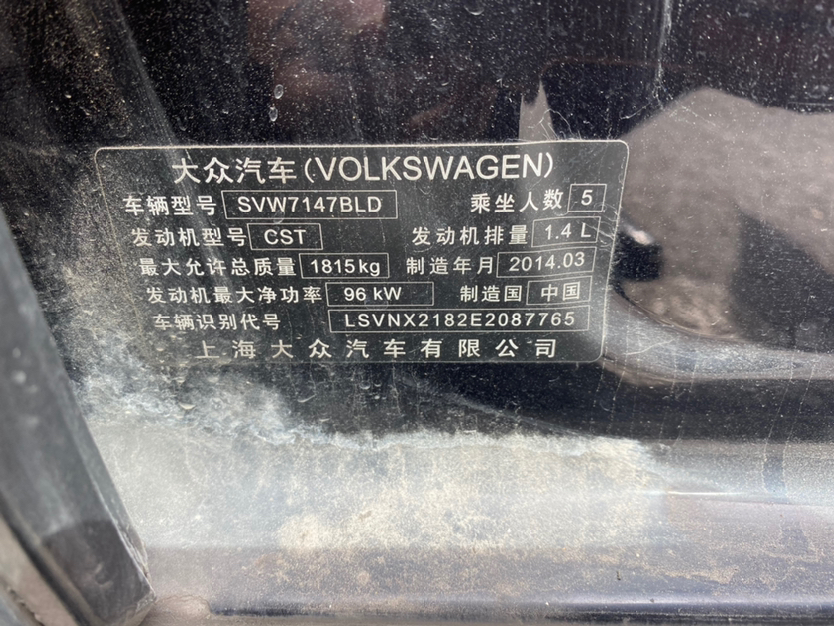 大众汽车(VOLKSWAGEN)
车辆型号 SVW7147BLD 乘坐人数 5
发动机型号 CST 发动机排量 1.4 L
最大允许总质量 1815kg 制造年月 2014.03
发动机最大净功率 96 kW 制造国 中国
车辆识别代号 LSVNX2182E2087765
上海大众汽车有限公司